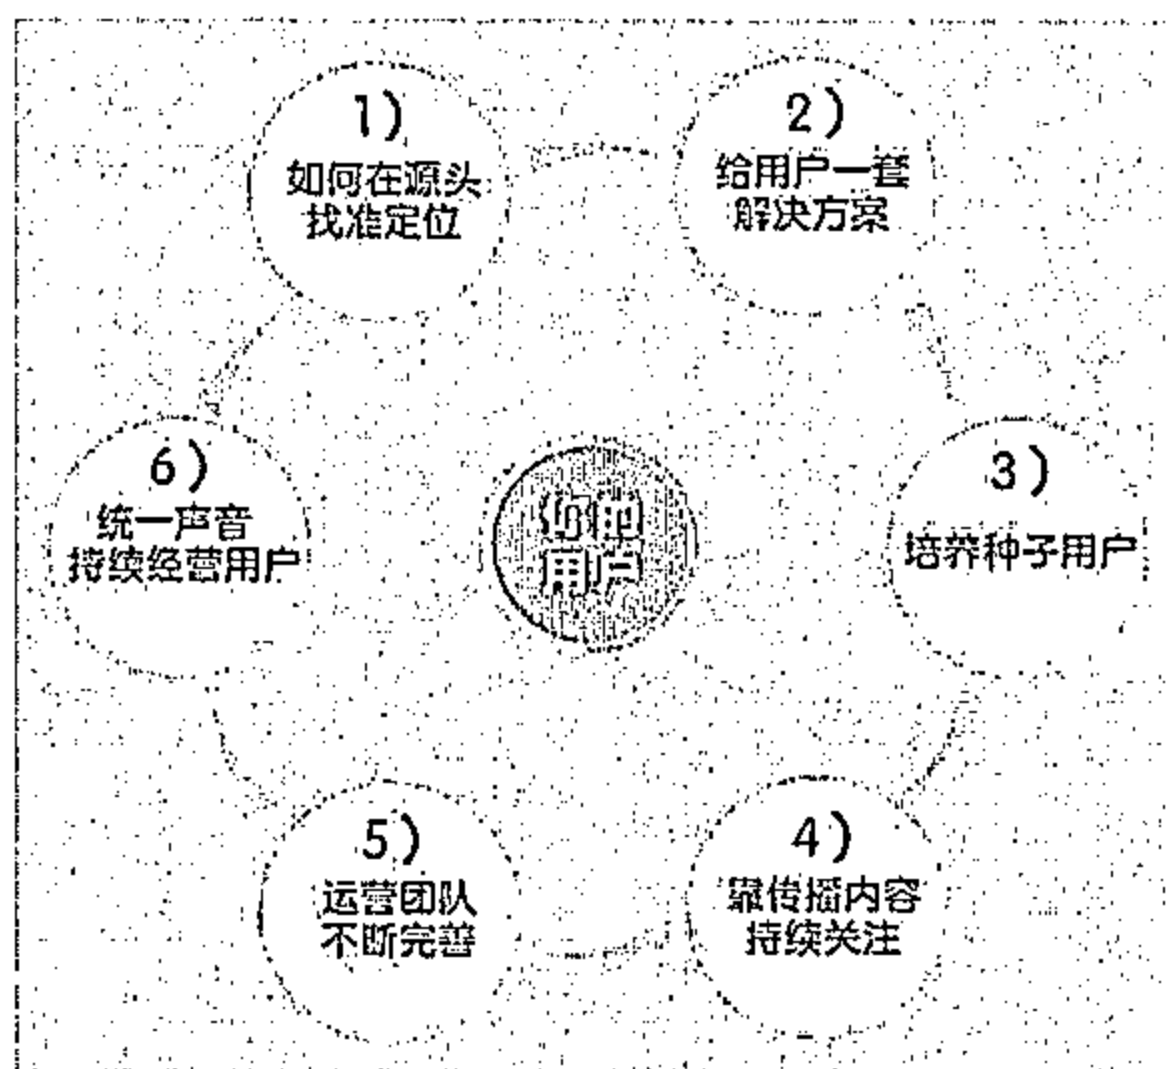 1)
如何在源头
找准定位
2)
给用户一套
解决方案
3)
培养种子用户
4)
靠传播内容
持续关注
5)
运营团队
不断完善
6)
统一声音
持续经营用户
用户